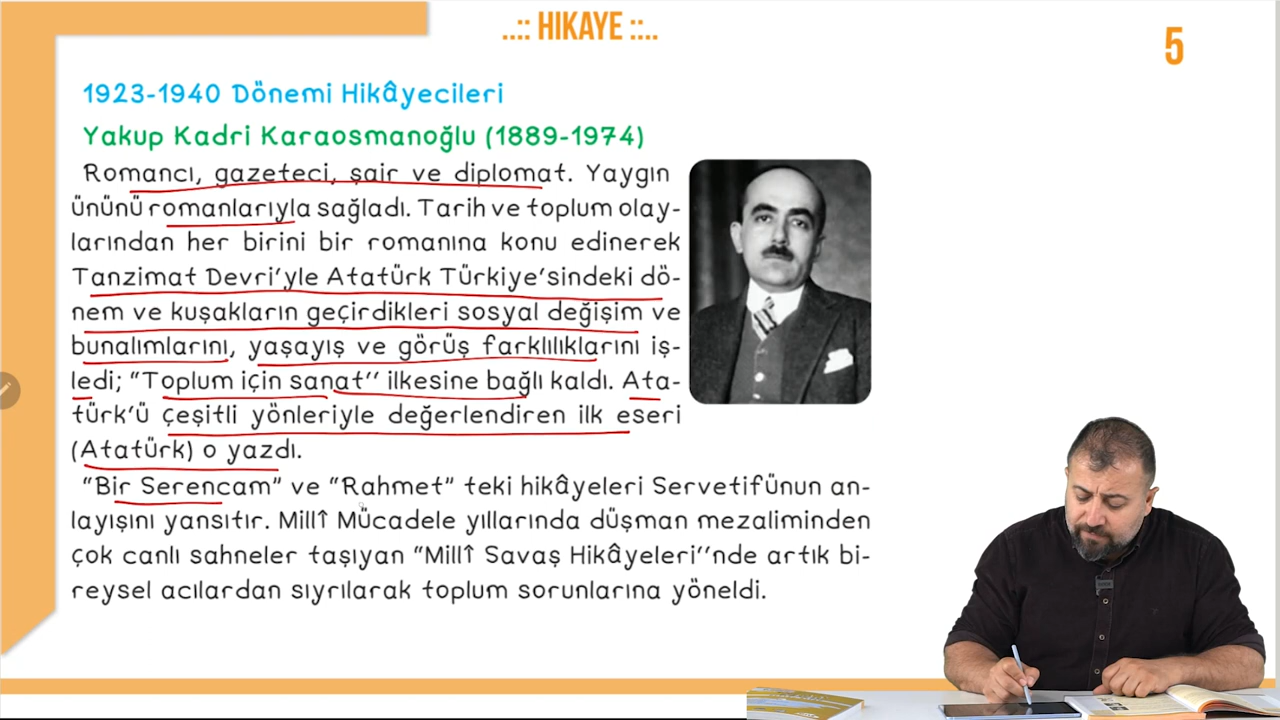 ..:: HIKAYE ::..
5
1923-1940 Dönemi Hikâyecileri
Yakup Kadri Karaosmanoğlu (1889-1974)
Romancı, gazeteci, şair ve diplomat. Yaygın
ününü romanlarıyla sağladı. Tarih ve toplum olay-
larından her birini bir romanına konu edinerek
Tanzimat Devri’yle Atatürk Türkiye’sindeki dö-
nem ve kuşakların geçirdikleri sosyal değişim ve
bunalımlarını, yaşayış ve görüş farklılıklarını iş-
ledi; “Toplum için sanat’’ ilkesine bağlı kaldı. Ata-
türk’ü çeşitli yönleriyle değerlendiren ilk eseri
(Atatürk) o yazdı.
“Bir Serencam” ve “Rahmet” teki hikâyeleri Servetifünun an-
layışını yansıtır. Millî Mücadele yıllarında düşman mezaliminden
çok canlı sahneler taşıyan “Millî Savaş Hikâyeleri’’nde artık bi-
reysel acılardan sıyrılarak toplum sorunlarına yöneldi.